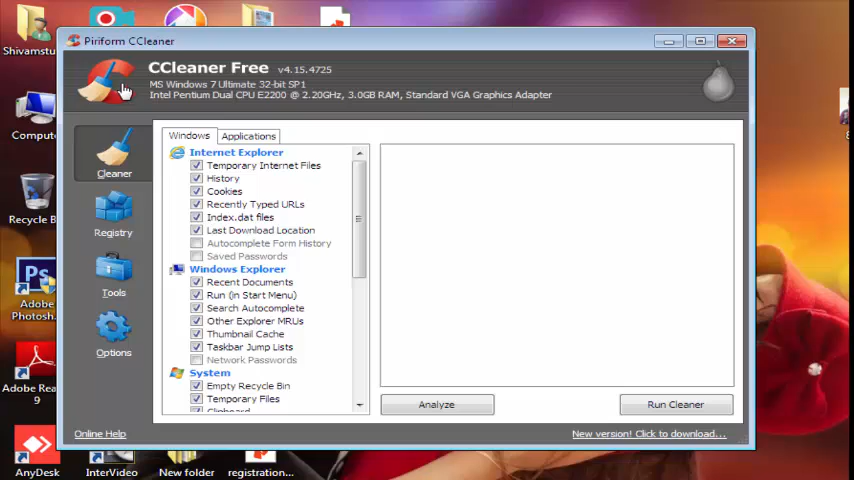 Piriform CCleaner
CCleaner Free v4.15.4725
MS Windows 7 Ultimate 32-bit SP1
Intel Pentium Dual CPU E2200 @ 2.20GHz, 3.0GB RAM, Standard VGA Graphics Adapter
Cleaner
Registry
Tools
Options
Windows
Applications
Internet Explorer
Temporary Internet Files
History
Cookies
Recently Typed URLs
Index.dat files
Last Download Location
Autocomplete Form History
Saved Passwords
Windows Explorer
Recent Documents
Run (in Start Menu)
Search Autocomplete
Other Explorer MRUs
Thumbnail Cache
Taskbar Jump Lists
Network Passwords
System
Empty Recycle Bin
Temporary Files
Clipboard
Analyze
Run Cleaner
Online Help
New version! Click to download...
Shivamstu
Compute
Recycle B
Ps
Adobe
Photosh...
Adobe Rea
9
AnyDesk
InterVideo
New folder
registration...